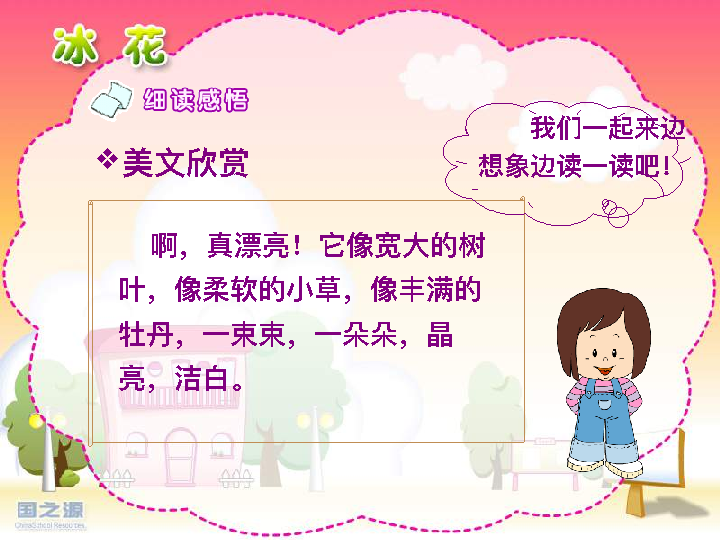 冰 花
细读感悟
我们一起来边
想象边读一读吧！
美文欣赏
啊，真漂亮！它像宽大的树
叶，像柔软的小草，像丰满的
牡丹，一束束，一朵朵，晶
亮，洁白。
国之源